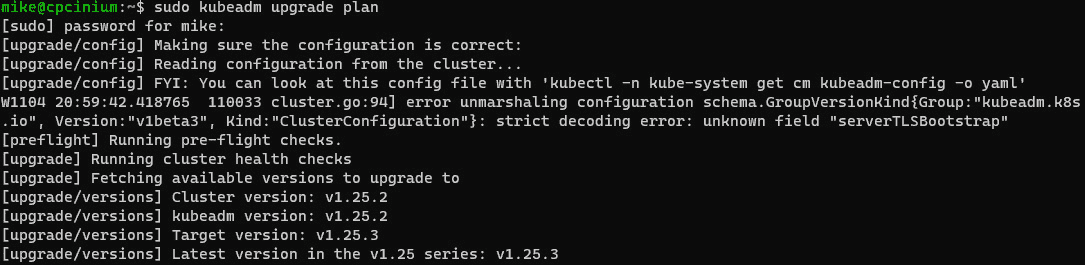 mike@cpcinium:~$ sudo kubeadm upgrade plan
[sudo] password for mike:
[upgrade/config] Making sure the configuration is correct:
[upgrade/config] Reading configuration from the cluster...
[upgrade/config] FYI: You can look at this config file with 'kubectl -n kube-system get cm kubeadm-config -o yaml'
W1104 20:59:42.418765  110033 cluster.go:94] error unmarshaling configuration schema.GroupVersionKind{Group:"kubeadm.k8s
.io", Version:"v1beta3", Kind:"ClusterConfiguration"}: strict decoding error: unknown field "serverTLSBootstrap"
[preflight] Running pre-flight checks.
[upgrade] Running cluster health checks
[upgrade] Fetching available versions to upgrade to
[upgrade/versions] Cluster version: v1.25.2
[upgrade/versions] kubeadm version: v1.25.2
[upgrade/versions] Target version: v1.25.3
[upgrade/versions] Latest version in the v1.25 series: v1.25.3